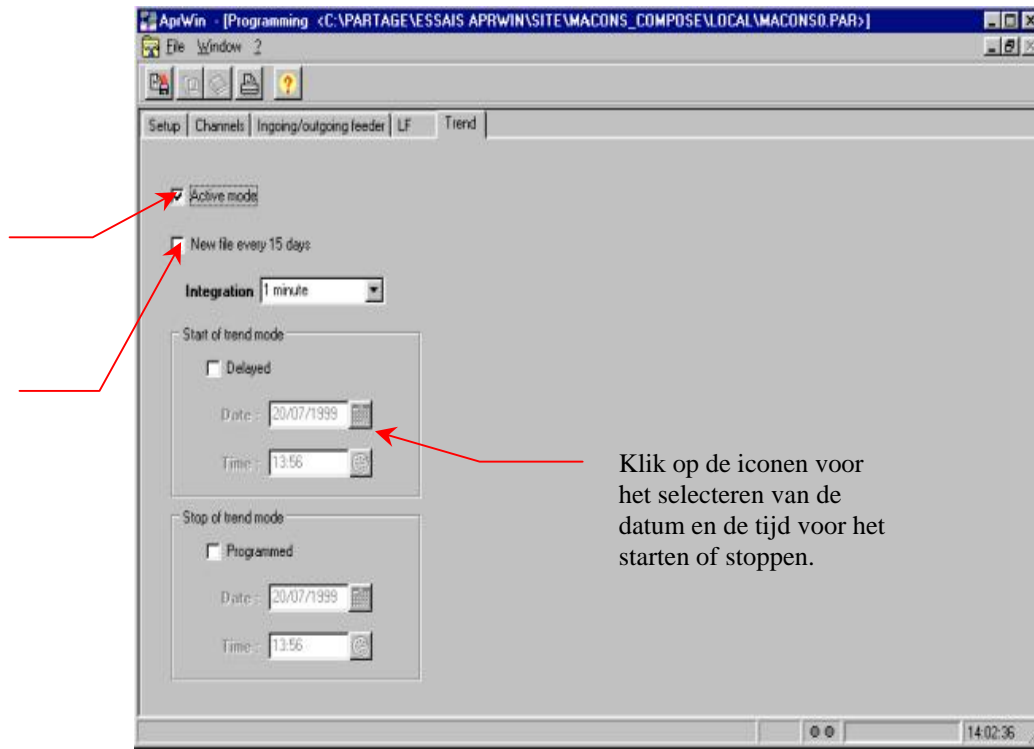 AprWin - [Programming <C:\PARTAGE\ESSAIS APRWIN\SITE\MACONS_COMPOSE\LOCAL\MACONS0.PAR>]
File Window ?
Setup Channels Ingoing/outgoing feeder LF Trend
Active mode
New file every 15 days
Integration 1 minute
Start of trend mode
Delayed
Date : 20/07/1999
Time : 13:56
Klik op de iconen voor
het selecteren van de
datum en de tijd voor het
starten of stoppen.
Stop of trend mode
Programmed
Date : 20/07/1999
Time : 13:56
14:02:36